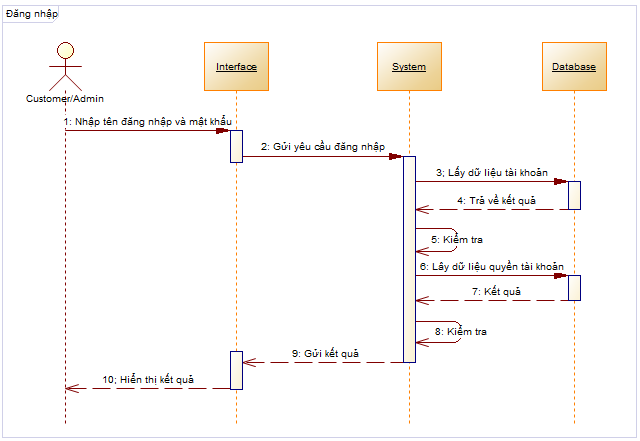 Đăng nhập
Interface
System
Database
Customer/Admin
1: Nhập tên đăng nhập và mật khẩu
2: Gửi yêu cầu đăng nhập
3; Lấy dữ liệu tài khoản
4: Trả về kết quả
5: Kiểm tra
6: Lấy dữ liệu quyền tài khoản
7: Kết quả
8: Kiểm tra
9: Gửi kết quả
10; Hiển thị kết quả